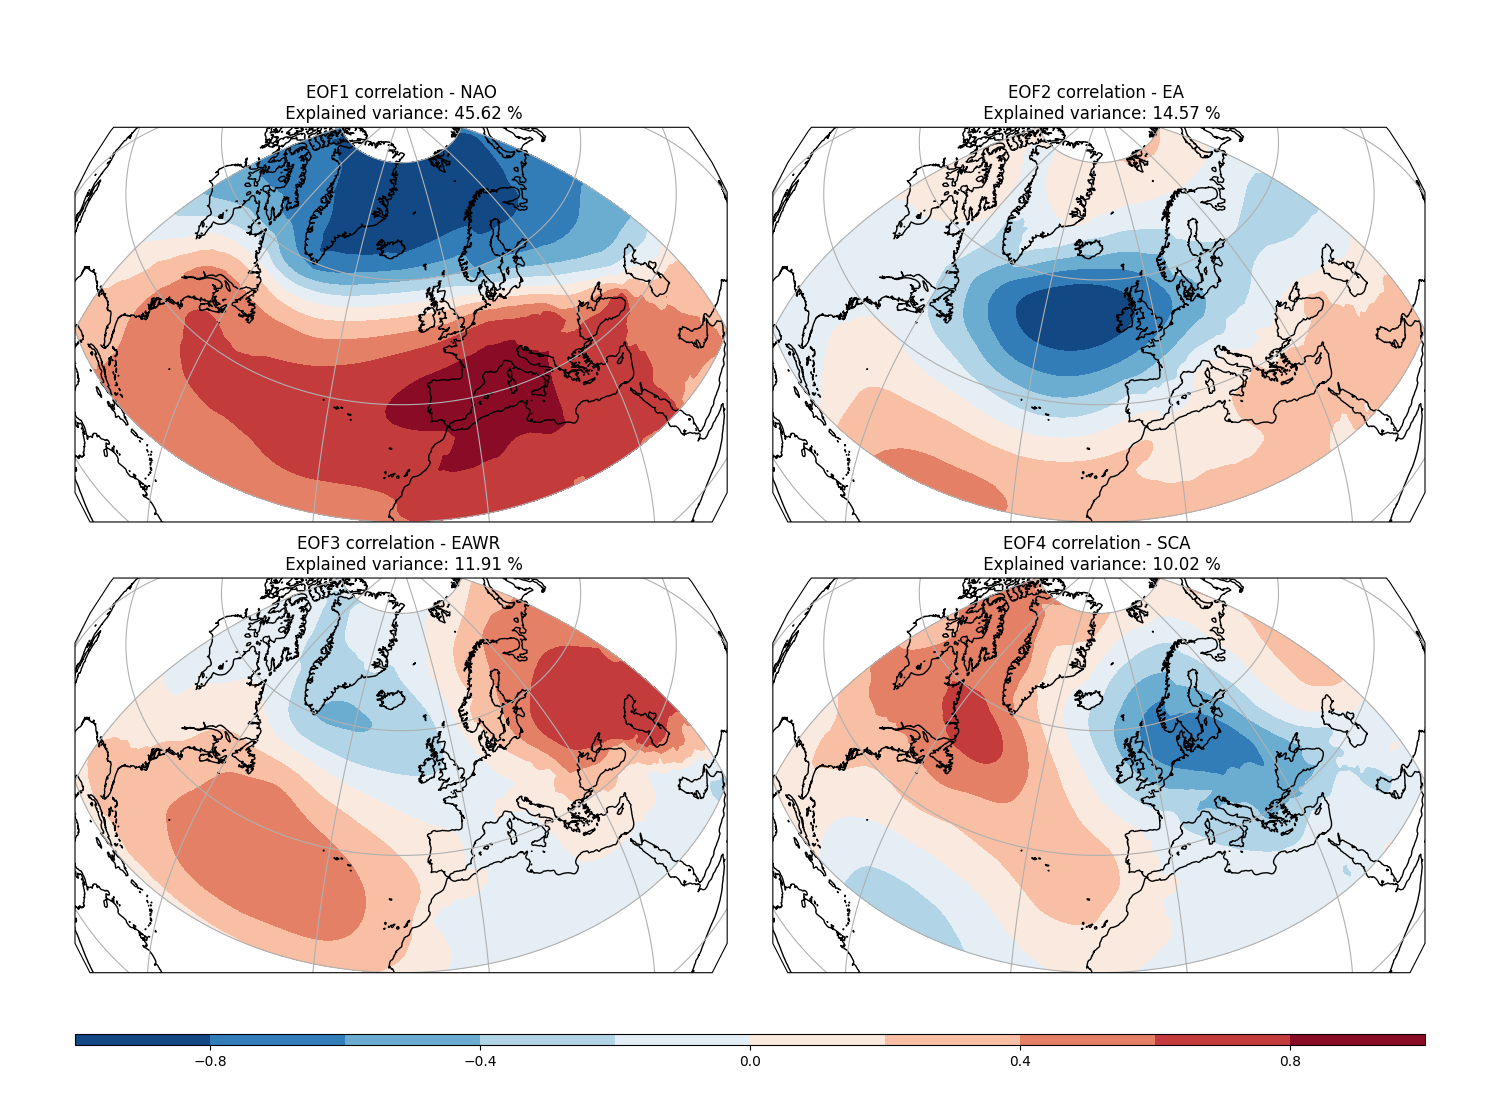 EOF1 correlation - NAO
Explained variance: 45.62 %
EOF2 correlation - EA
Explained variance: 14.57 %
EOF3 correlation - EAWR
Explained variance: 11.91 %
EOF4 correlation - SCA
Explained variance: 10.02 %
−0.8 −0.4 0.0 0.4 0.8